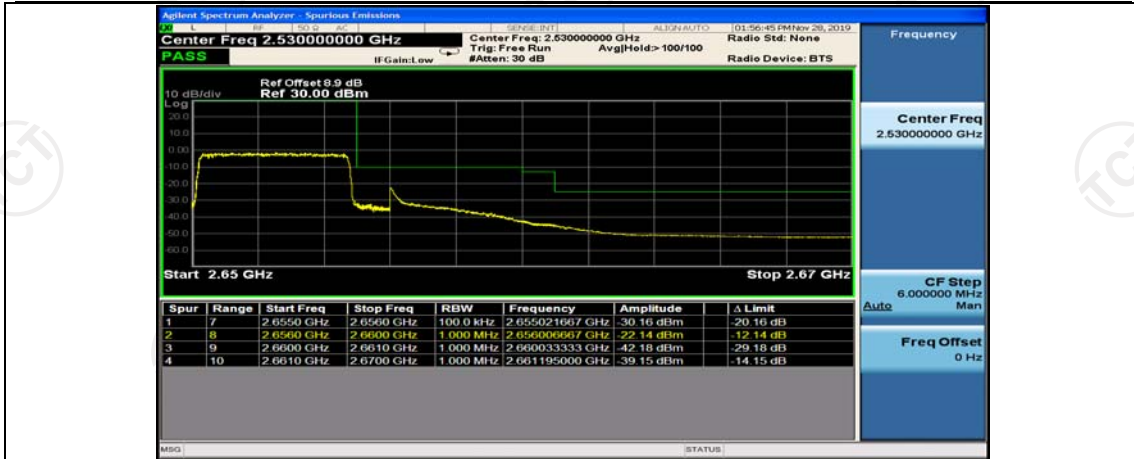 Agilent Spectrum Analyzer - Spurious Emissions
L RF 50 Ω AC SENSE:INT ALIGN AUTO 01:56:45 PM Nov 28, 2019
Center Freq 2.530000000 GHz Center Freq: 2.530000000 GHz Radio Std: None
Trig: Free Run Avg|Hold:> 100/100
PASS IFGain:Low #Atten: 30 dB Radio Device: BTS
Ref Offset 8.9 dB
10 dB/div Ref 30.00 dBm
Log
20.0
10.0
0.00
-10.0
-20.0
-30.0
-40.0
-50.0
-60.0
Start 2.65 GHz Stop 2.67 GHz
Spur Range Start Freq Stop Freq RBW Frequency Amplitude Δ Limit
1 7 2.6550 GHz 2.6560 GHz 100.0 kHz 2.655021667 GHz -30.16 dBm -20.16 dB
2 8 2.6560 GHz 2.6600 GHz 1.000 MHz 2.656006667 GHz -22.14 dBm -12.14 dB
3 9 2.6600 GHz 2.6610 GHz 1.000 MHz 2.660033333 GHz -42.18 dBm -29.18 dB
4 10 2.6610 GHz 2.6700 GHz 1.000 MHz 2.661195000 GHz -39.15 dBm -14.15 dB
MSG STATUS
Frequency
Center Freq
2.530000000 GHz
CF Step
6.000000 MHz
Auto Man
Freq Offset
0 Hz
TCT
TCT